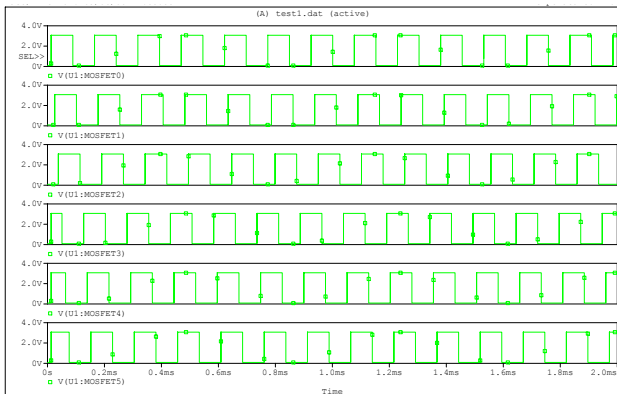 (A) test1.dat (active)
4.0V
SEL>>
0V
V(U1:MOSFET0)
4.0V
2.0V
0V
V(U1:MOSFET1)
4.0V
2.0V
0V
V(U1:MOSFET2)
4.0V
2.0V
0V
V(U1:MOSFET3)
4.0V
2.0V
0V
V(U1:MOSFET4)
4.0V
2.0V
0V
0s 0.2ms 0.4ms 0.6ms 0.8ms 1.0ms 1.2ms 1.4ms 1.6ms 1.8ms 2.0ms
V(U1:MOSFET5)
Time